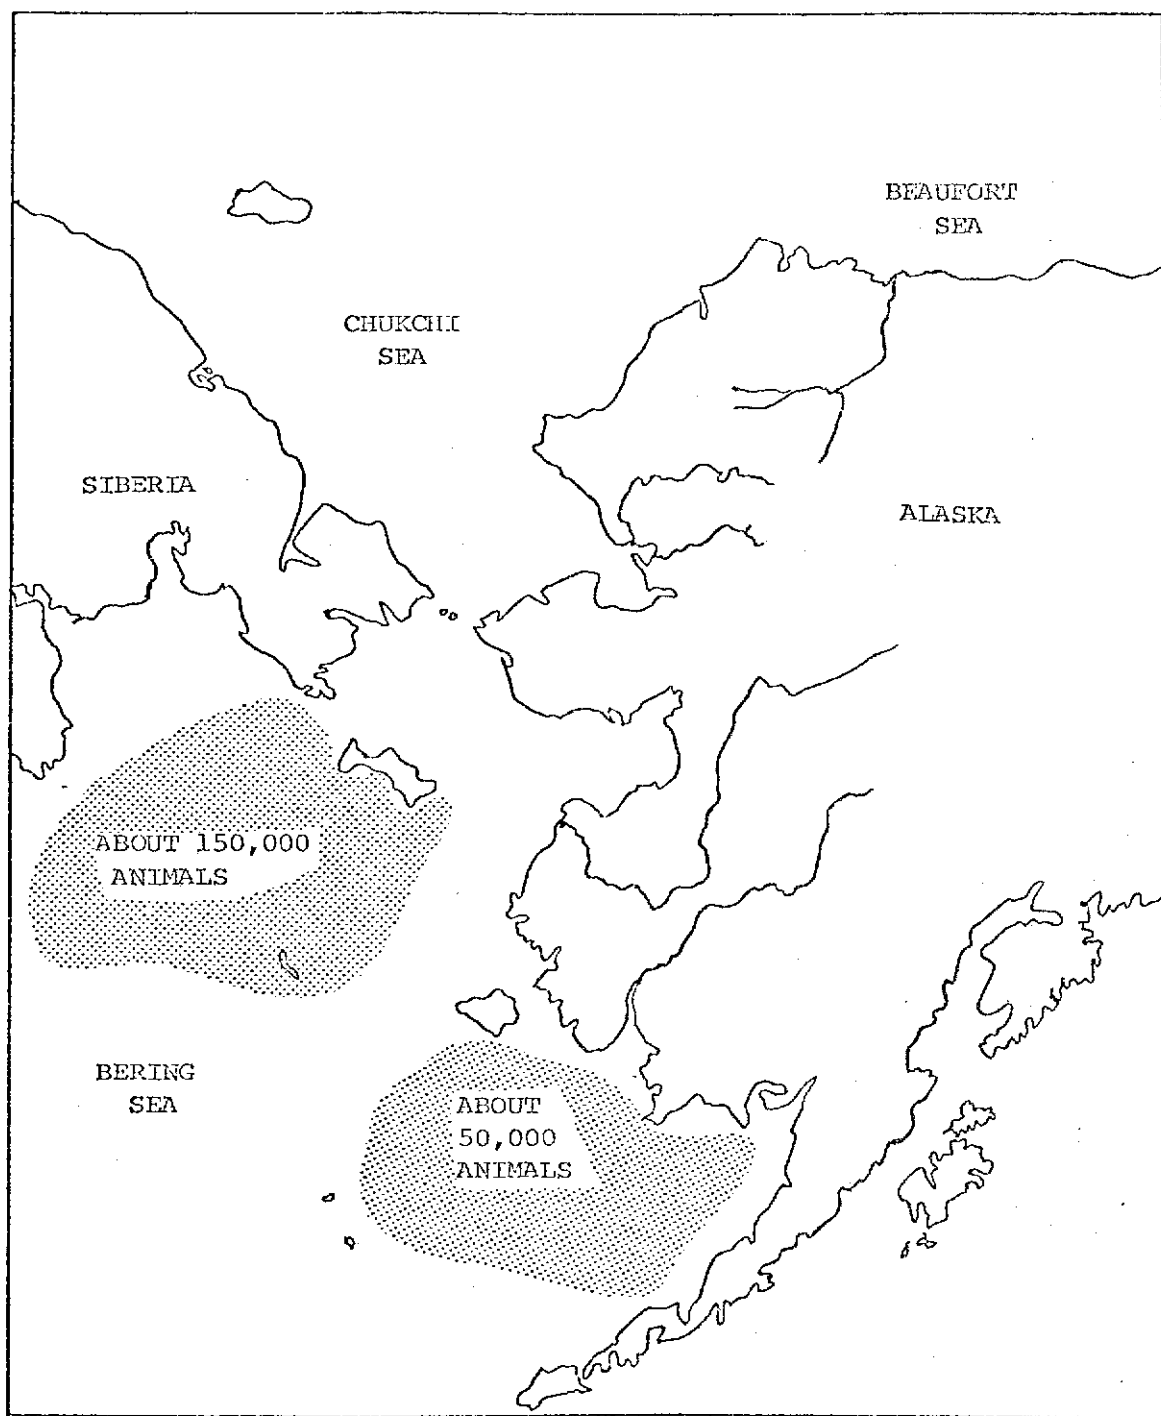 BEAUFORT
SEA
CHUKCHI
SEA
SIBERIA
ALASKA
ABOUT 150,000
ANIMALS
BERING
SEA
ABOUT
50,000
ANIMALS